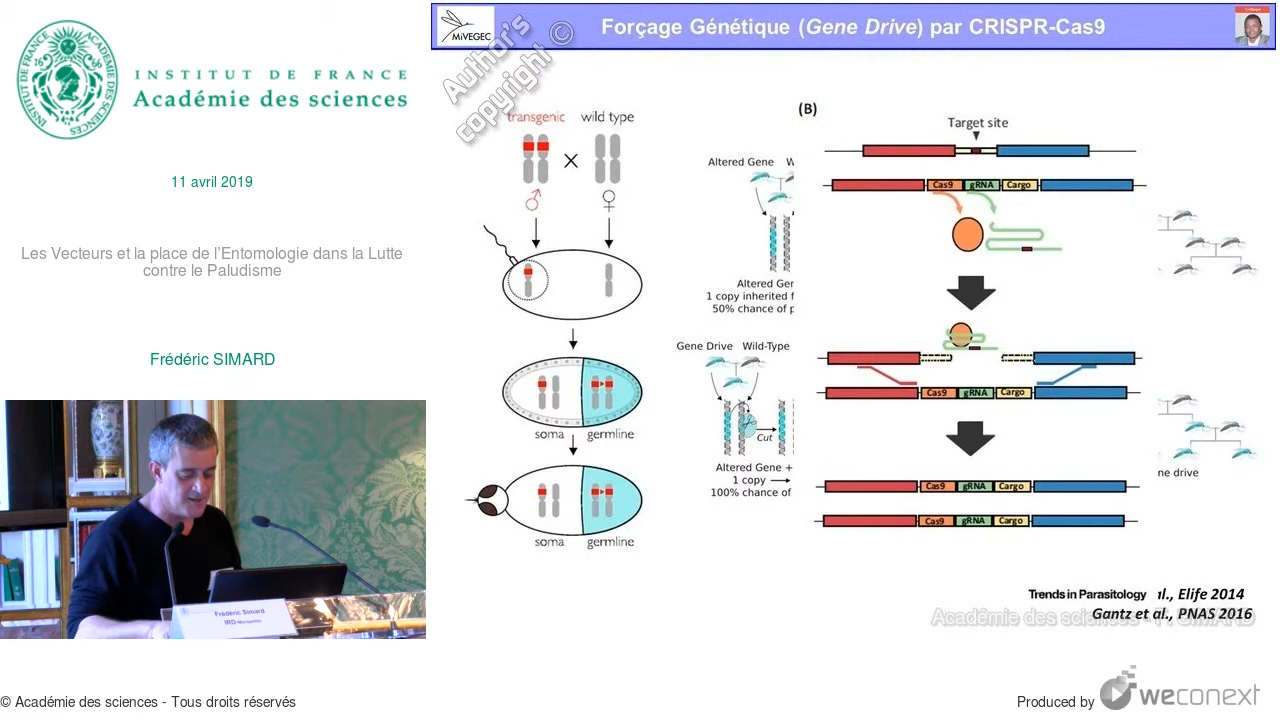 INSTITUT DE FRANCE
Académie des sciences
11 avril 2019
Les Vecteurs et la place de l'Entomologie dans la Lutte
contre le Paludisme
Frédéric SIMARD
Frédéric Simard
IRD-Montpellier
© Académie des sciences - Tous droits réservés
MIVEGEC
Author's
copyright ©
Forçage Génétique (Gene Drive) par CRISPR-Cas9
transgenic
wild type
soma
germline
soma
germline
Altered Gene W
Altered Ger
1 copy inherited f
50% chance of p
Gene Drive Wild-Type
Cut
Altered Gene +
1 copy
100% chance of
(B)
Target site
Cas9 gRNA Cargo
Cas9 gRNA Cargo
Cas9 gRNA Cargo
Cas9 gRNA Cargo
ne drive
Trends in Parasitology
al., Elife 2014
Gantz et al., PNAS 2016
Académie des sciences - F. SIMARD
Produced by
weconext